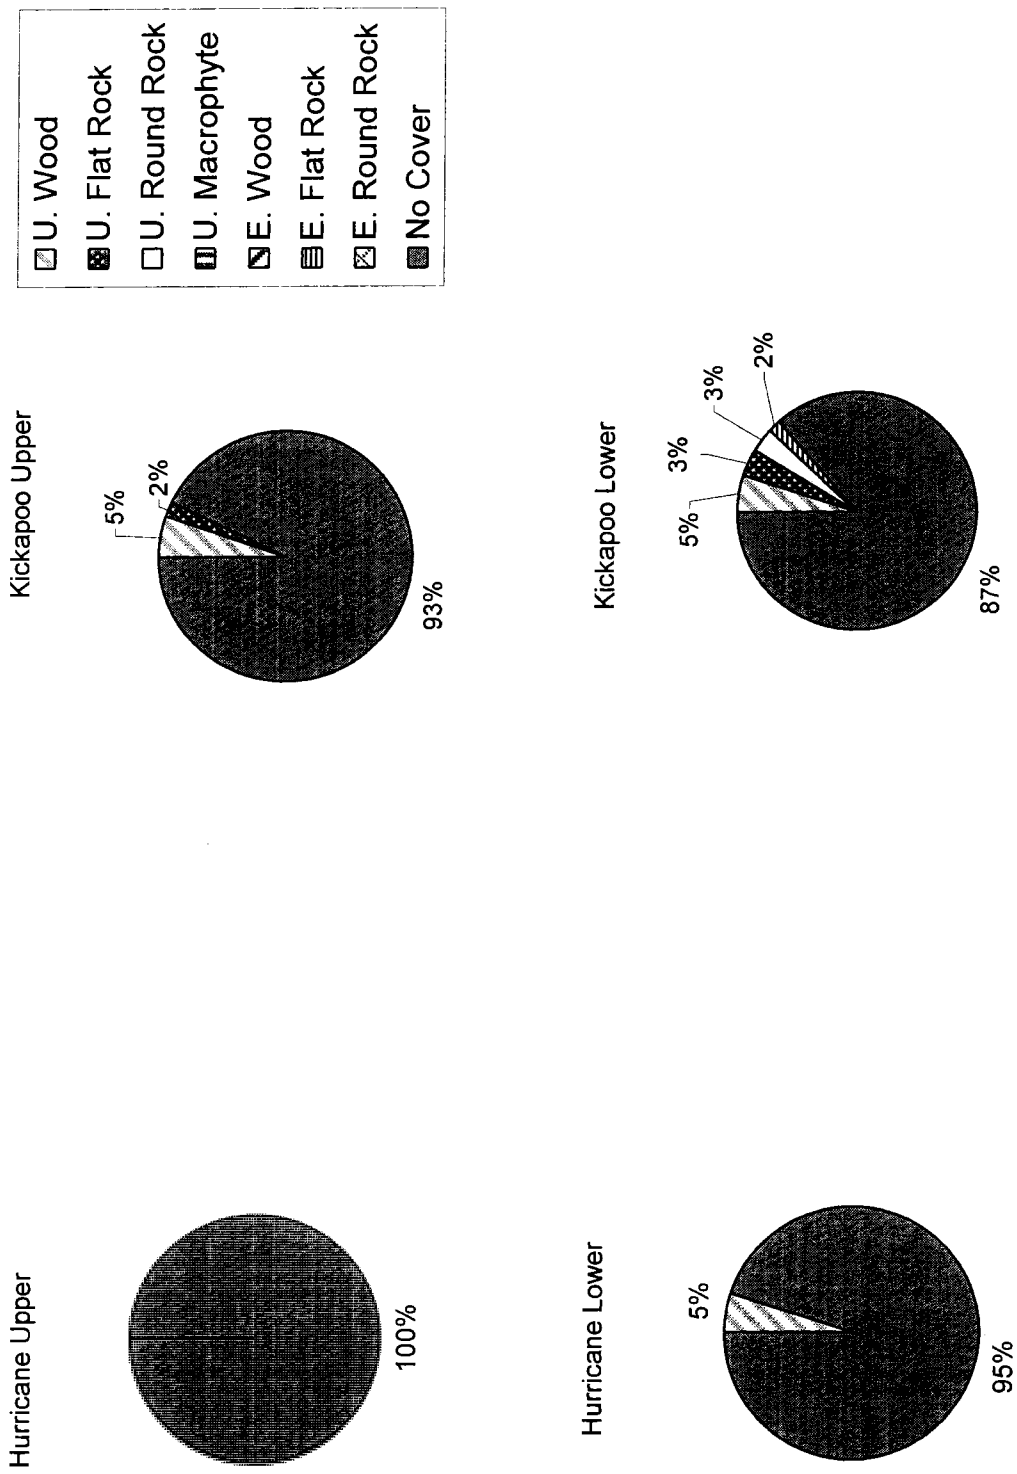 Hurricane Upper
100%
Kickapoo Upper
5%
2%
93%
U. Wood
U. Flat Rock
U. Round Rock
U. Macrophyte
E. Wood
E. Flat Rock
E. Round Rock
No Cover
Hurricane Lower
5%
95%
Kickapoo Lower
5%
3%
3%
2%
87%